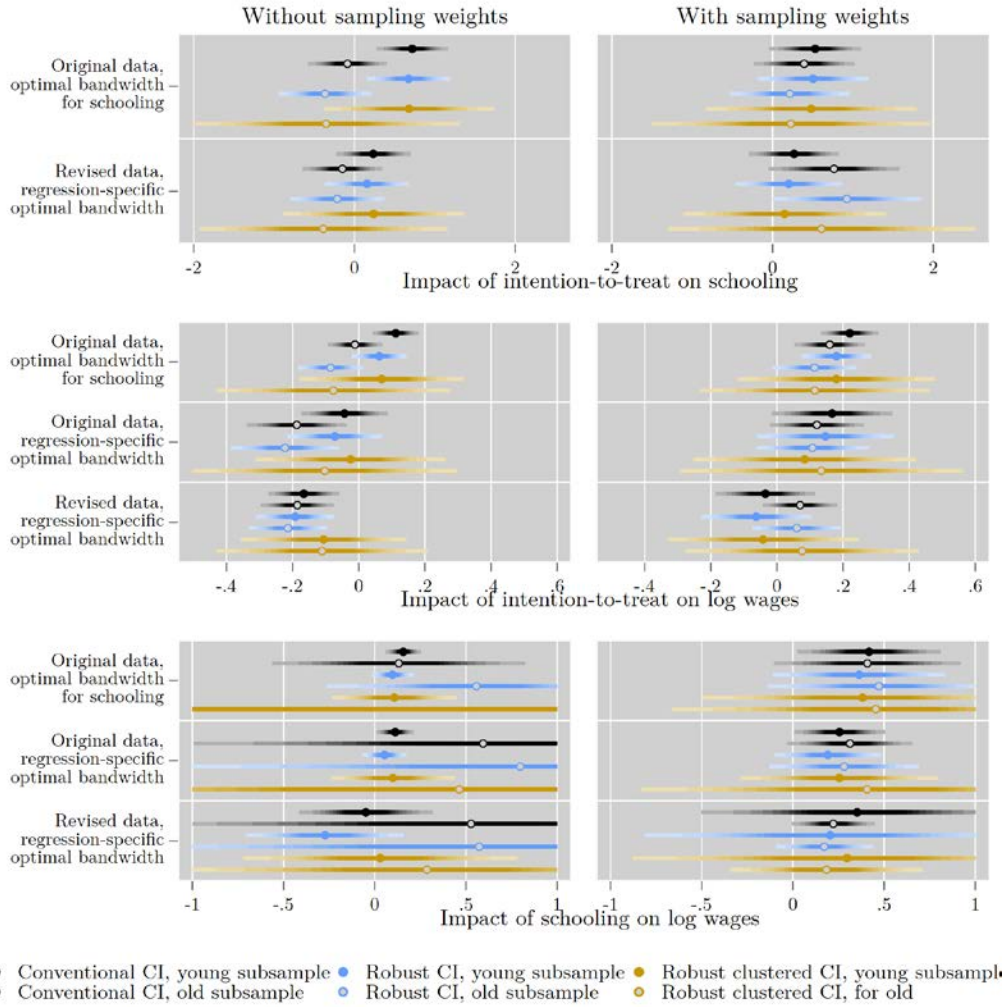 Without sampling weights
With sampling weights
Original data,
optimal bandwidth
for schooling
Revised data,
regression-specific
optimal bandwidth
-2 0 2
-2 0 2
Impact of intention-to-treat on schooling
Original data,
optimal bandwidth
for schooling
Original data,
regression-specific
optimal bandwidth
Revised data,
regression-specific
optimal bandwidth
-.4 -.2 0 .2 .4 .6
-.4 -.2 0 .2 .4 .6
Impact of intention-to-treat on log wages
Original data,
optimal bandwidth
for schooling
Original data,
regression-specific
optimal bandwidth
Revised data,
regression-specific
optimal bandwidth
-1 -.5 0 .5 1
-1 -.5 0 .5 1
Impact of schooling on log wages
Conventional CI, young subsample Robust CI, young subsample Robust clustered CI, young subsample
Conventional CI, old subsample Robust CI, old subsample Robust clustered CI, for old